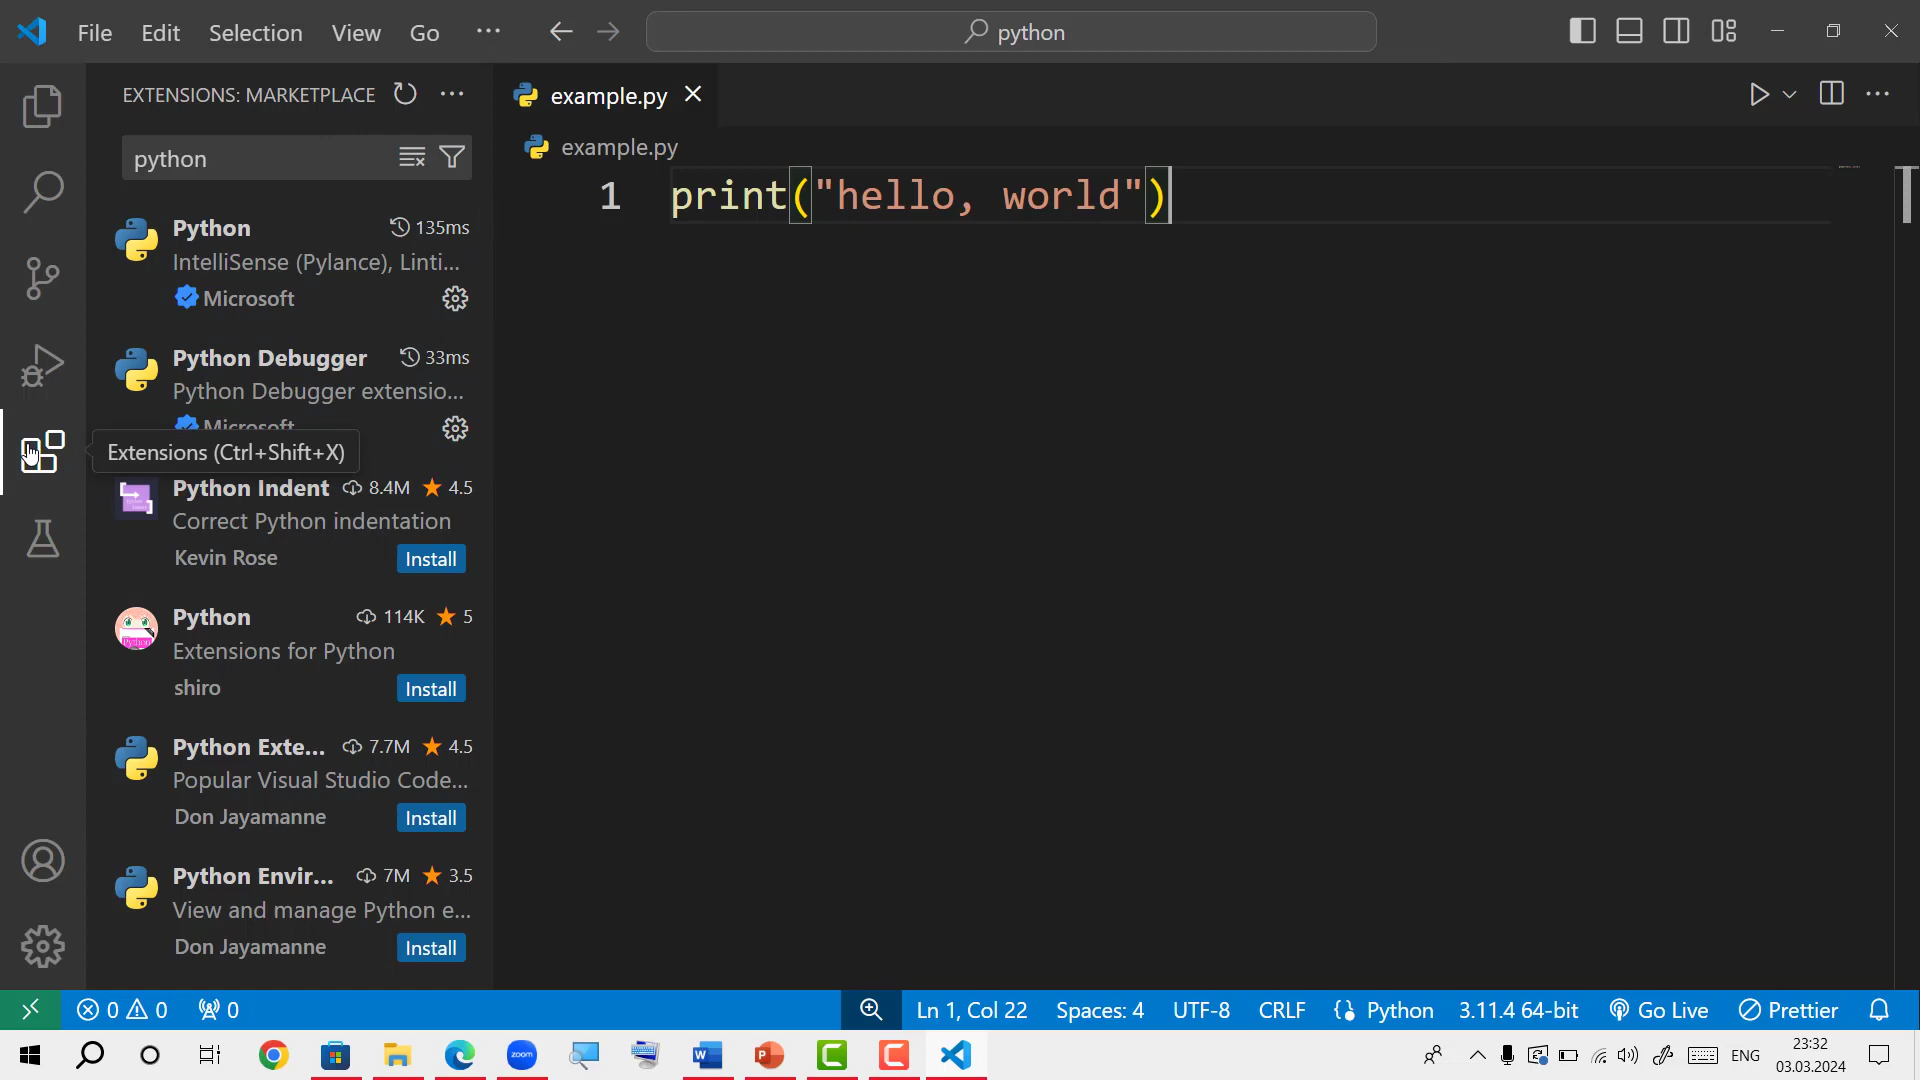 File Edit Selection View Go ··· python
EXTENSIONS: MARKETPLACE ···
python
Python 135ms
IntelliSense (Pylance), Linti...
Microsoft
Python Debugger 33ms
Python Debugger extensio...
Microsoft
Extensions (Ctrl+Shift+X)
Python Indent 8.4M 4.5
Correct Python indentation
Kevin Rose Install
Python 114K 5
Extensions for Python
shiro Install
Python Exte... 7.7M 4.5
Popular Visual Studio Code...
Don Jayamanne Install
Python Envir... 7M 3.5
View and manage Python e...
Don Jayamanne Install
example.py
example.py
1 print("hello, world")
0 0 0 Ln 1, Col 22 Spaces: 4 UTF-8 CRLF Python 3.11.4 64-bit Go Live Prettier
zoom W P C C ENG 23:32
03.03.2024